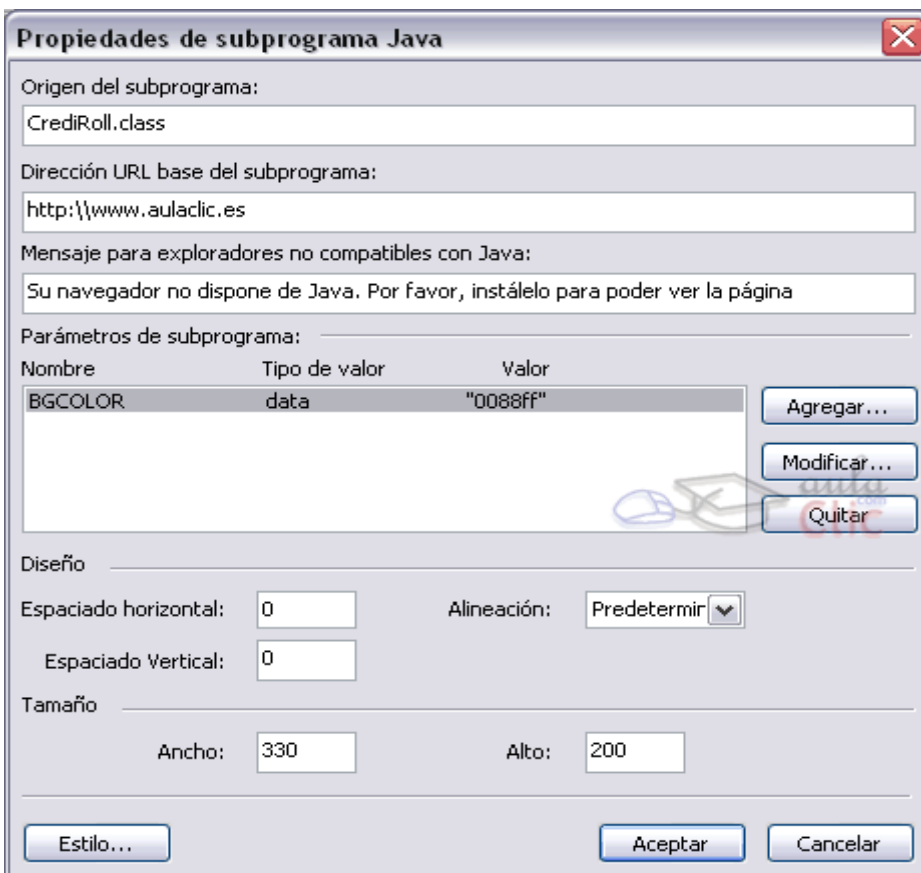 Propiedades de subprograma Java
Origen del subprograma:
CrediRoll.class
Dirección URL base del subprograma:
http:\\www.aulaclic.es
Mensaje para exploradores no compatibles con Java:
Su navegador no dispone de Java. Por favor, instálelo para poder ver la página
Parámetros de subprograma:
Nombre Tipo de valor Valor
BGCOLOR data "0088ff"
Agregar...
Modificar...
aula
Clic
.com
Quitar
Diseño
Espaciado horizontal: 0 Alineación: Predetermir
Espaciado Vertical: 0
Tamaño
Ancho: 330 Alto: 200
Estilo... Aceptar Cancelar